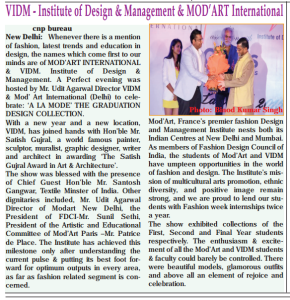 VIDM - Institute of Design & Management & MOD'ART International
cnp bureau
New Delhi: Whenever there is a mention
of fashion, latest trends and education in
design, the names which come first to our
minds are of MOD'ART INTERNATIONAL
& VIDM. Institute of Design &
Management. A Perfect evening was
hosted by Mr. Udit Agarwal Director VIDM
& Mod' Art International (Delhi) to cele-
brate: 'A LA MODE' THE GRADUATION
DESIGN COLLECTION.
With a new year and a new location,
VIDM, has joined hands with Hon'ble Mr.
Satish Gujral, a world famous painter,
sculptor, muralist, graphic designer, writer
and architect in awarding 'The Satish
Gujral Award in Art & Architecture'.
The show was blessed with the presence
of Chief Guest Hon'ble Mr. Santosh
Gangwar, Textile Minister of India. Other
dignitaries included, Mr. Udit Agarwal
Director of Modart New Delhi, the
President of FDCI-Mr. Sunil Sethi,
President of the Artistic and Educational
Committee of Mod'Art Paris -Mr. Patrice
de Place. The Institute has achieved this
milestone only after understanding the
current pulse & putting its best foot for-
ward for optimum outputs in every area,
as far as fashion related segment is con-
cerned.
Photo: Binod Kumar Singh
Mod'Art, France's premier fashion Design
and Management Institute nests both its
Indian Centres at New Delhi and Mumbai.
As members of Fashion Design Council of
India, the students of Mod'Art and VIDM
have umpteen opportunities in the world
of fashion and design. The Institute's mis-
sion of multicultural arts promotion, ethnic
diversity, and positive image remain
strong, and we are proud to lend our stu-
dents with Fashion week internships twice
a year.
The show exhibited collections of the
First, Second and Final Year students
respectively. The enthusiasm & excite-
ment of all the Mod'Art and VIDM students
& faculty could barely be controlled. There
were beautiful models, glamorous outfits
and above all an element of rejoice and
celebration.